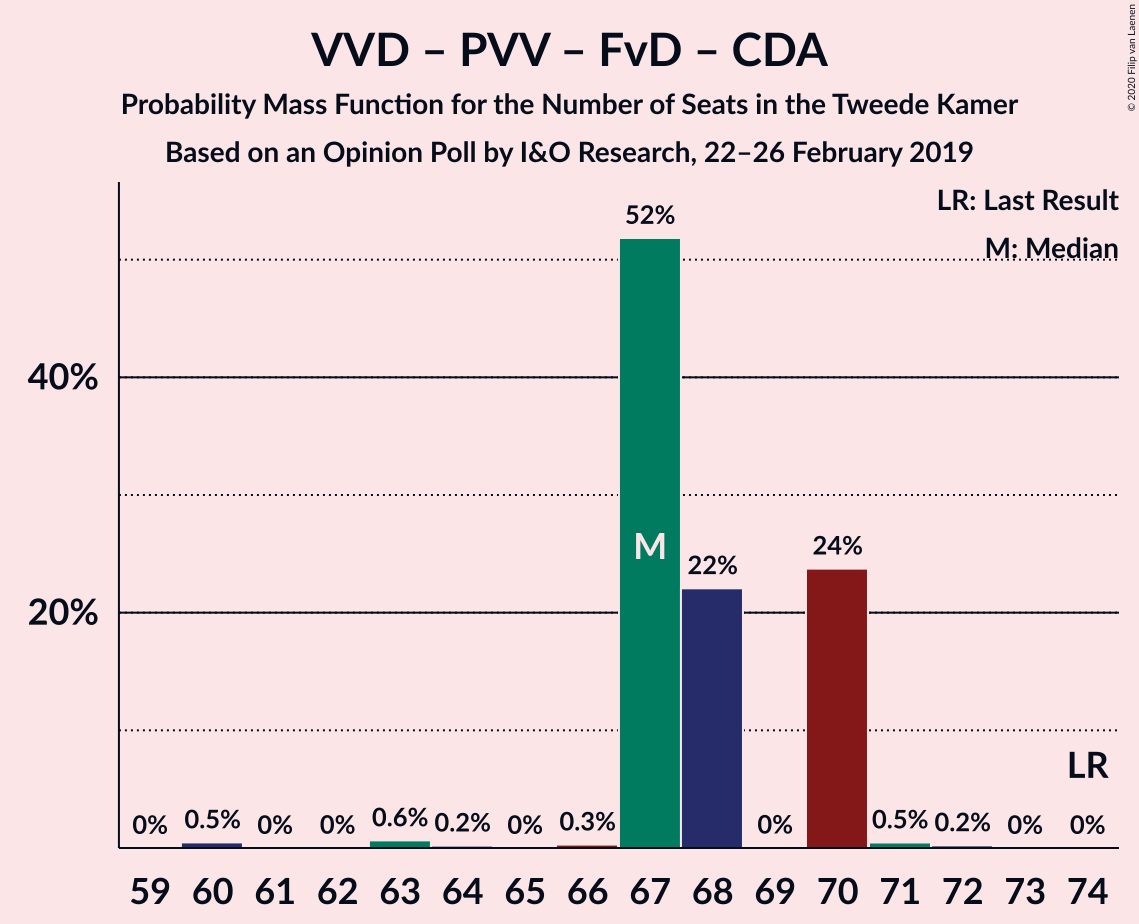 VVD – PVV – FvD – CDA
Probability Mass Function for the Number of Seats in the Tweede Kamer
Based on an Opinion Poll by I&O Research, 22–26 February 2019
© 2020 Filip van Laenen
LR: Last Result
M: Median
52%
40%
M
24%
22%
20%
LR
0% 0.5% 0% 0% 0.6% 0.2% 0% 0.3% 0% 0.5% 0.2% 0% 0%
59 60 61 62 63 64 65 66 67 68 69 70 71 72 73 74